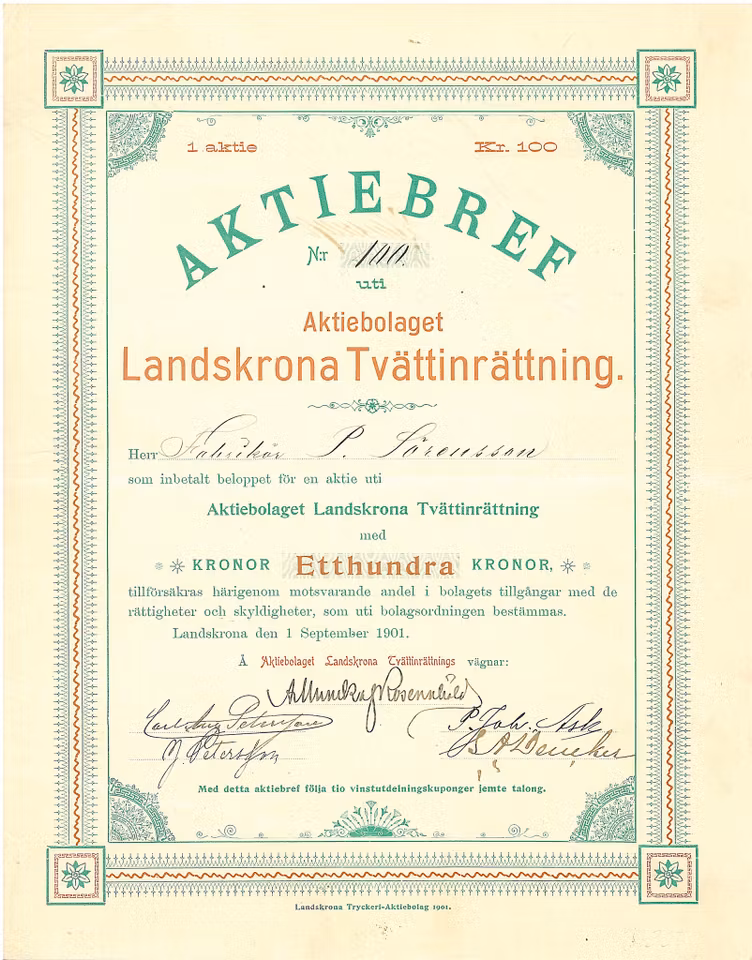 1 aktie Kr. 100
AKTIEBREF
N:r 100
uti
Aktiebolaget
Landskrona Tvättinrättning.
Herr Fabrikör P. Sörensson
som inbetalt beloppet för en aktie uti
Aktiebolaget Landskrona Tvättinrättning
med
KRONOR Etthundra KRONOR,
tillförsäkras härigenom motsvarande andel i bolagets tillgångar med de
rättigheter och skyldigheter, som uti bolagsordningen bestämmas.
Landskrona den 1 September 1901.
Å Aktiebolaget Landskrona Tvättinrättnings vägnar:
P. Joh. Ask
Med detta aktiebref följa tio vinstutdelningskuponger jemte talong.
Landskrona Tryckeri-Aktiebolag 1901.